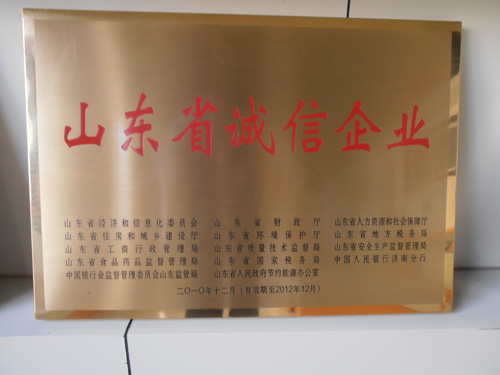 山东省诚信企业
山东省经济和信息化委员会 山东省财政厅 山东省人力资源和社会保障厅
山东省住房和城乡建设厅 山东省环境保护厅 山东省地方税务局
山东省工商行政管理局 山东省质量技术监督局 山东省安全生产监督管理局
山东省食品药品监督管理局 山东省国家税务局 中国人民银行济南分行
中国银行业监督管理委员会山东监管局 山东省人民政府节约能源办公室
二〇一〇年十二月(有效期至2012年12月)